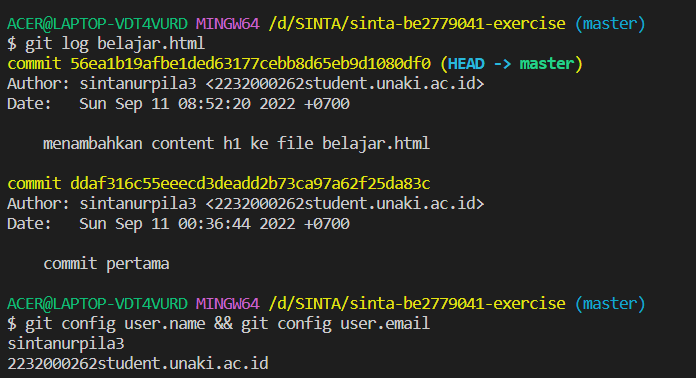 ACER@LAPTOP-VDT4VURD MINGW64 /d/SINTA/sinta-be2779041-exercise (master)
$ git log belajar.html
commit 56ea1b19afbe1ded63177cebb8d65eb9d1080df0 (HEAD -> master)
Author: sintanurpila3 <2232000262student.unaki.ac.id>
Date:   Sun Sep 11 08:52:20 2022 +0700
    menambahkan content h1 ke file belajar.html
commit ddaf316c55eeecd3deadd2b73ca97a62f25da83c
Author: sintanurpila3 <2232000262student.unaki.ac.id>
Date:   Sun Sep 11 00:36:44 2022 +0700
    commit pertama
ACER@LAPTOP-VDT4VURD MINGW64 /d/SINTA/sinta-be2779041-exercise (master)
$ git config user.name && git config user.email
sintanurpila3
2232000262student.unaki.ac.id